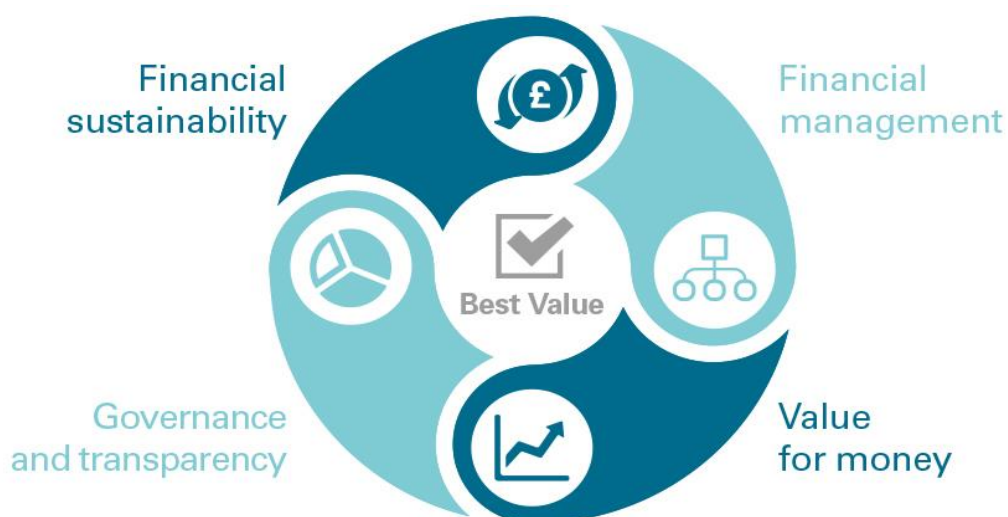 Financial
sustainability
Financial
management
£
Best Value
Governance
and transparency
Value
for money